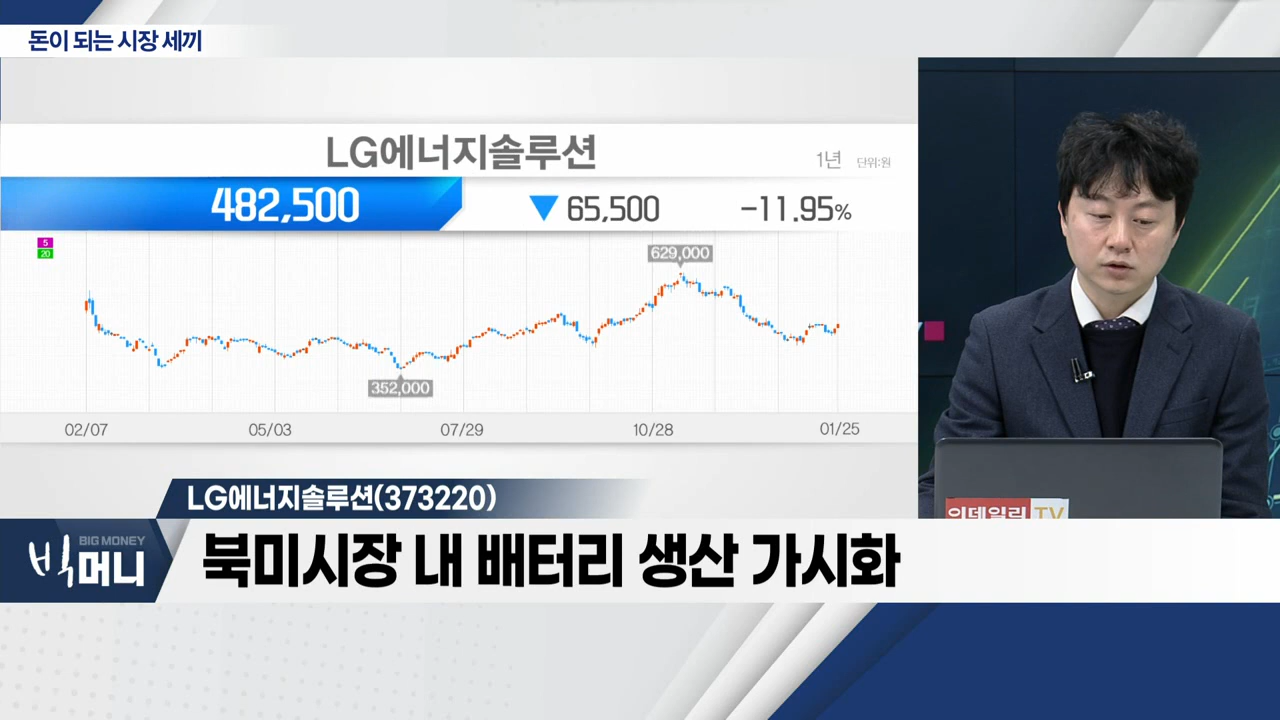 돈이 되는 시장 세끼
LG에너지솔루션
1년 단위:원
482,500 ▼ 65,500 -11.95%
5
20
629,000
352,000
02/07 05/03 07/29 10/28 01/25
LG에너지솔루션(373220)
BIG MONEY
빅머니
북미시장 내 배터리 생산 가시화
이데일리 TV